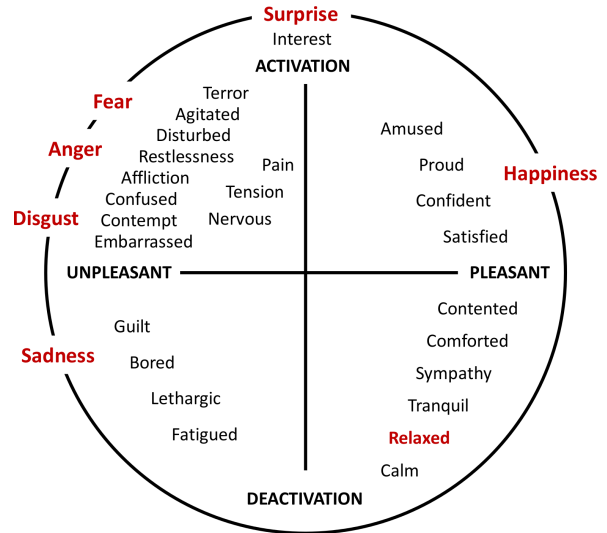 Surprise
Interest
ACTIVATION
Fear
Terror
Agitated
Disturbed
Anger
Restlessness
Pain
Affliction
Tension
Confused
Disgust
Contempt
Nervous
Embarrassed
Amused
Proud
Happiness
Confident
Satisfied
UNPLEASANT
PLEASANT
Guilt
Sadness
Bored
Lethargic
Fatigued
Contented
Comforted
Sympathy
Tranquil
Relaxed
Calm
DEACTIVATION